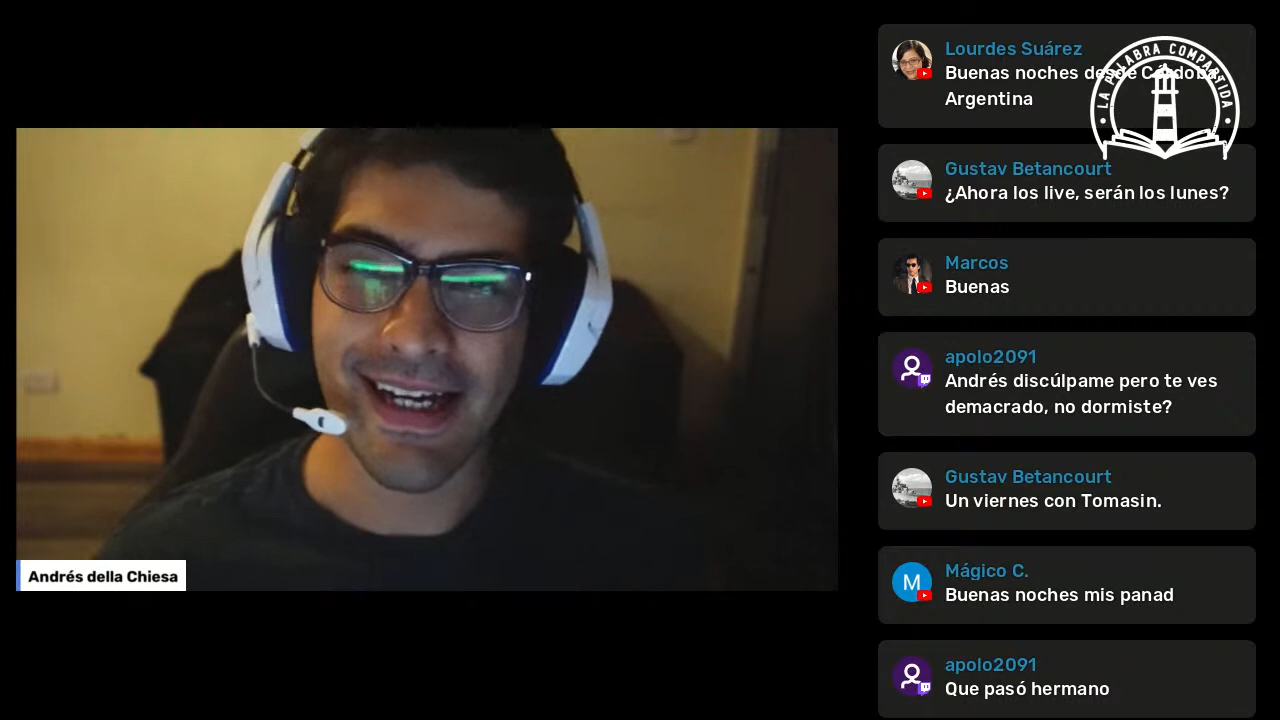 Andrés della Chiesa
Lourdes Suárez
Buenas noches desde Córdoba
Argentina
LA PALABRA COMPARTIDA
Gustav Betancourt
¿Ahora los live, serán los lunes?
Marcos
Buenas
apolo2091
Andrés discúlpame pero te ves
demacrado, no dormiste?
Gustav Betancourt
Un viernes con Tomasin.
M
Mágico C.
Buenas noches mis panad
apolo2091
Que pasó hermano